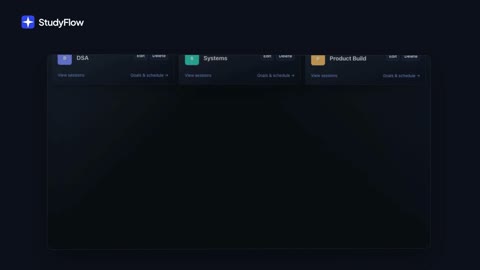 StudyFlow
DSA Edit Delete
Systems Edit Delete
Product Build Edit Delete
View sessions Goals & schedule →
View sessions Goals & schedule →
View sessions Goals & schedule →